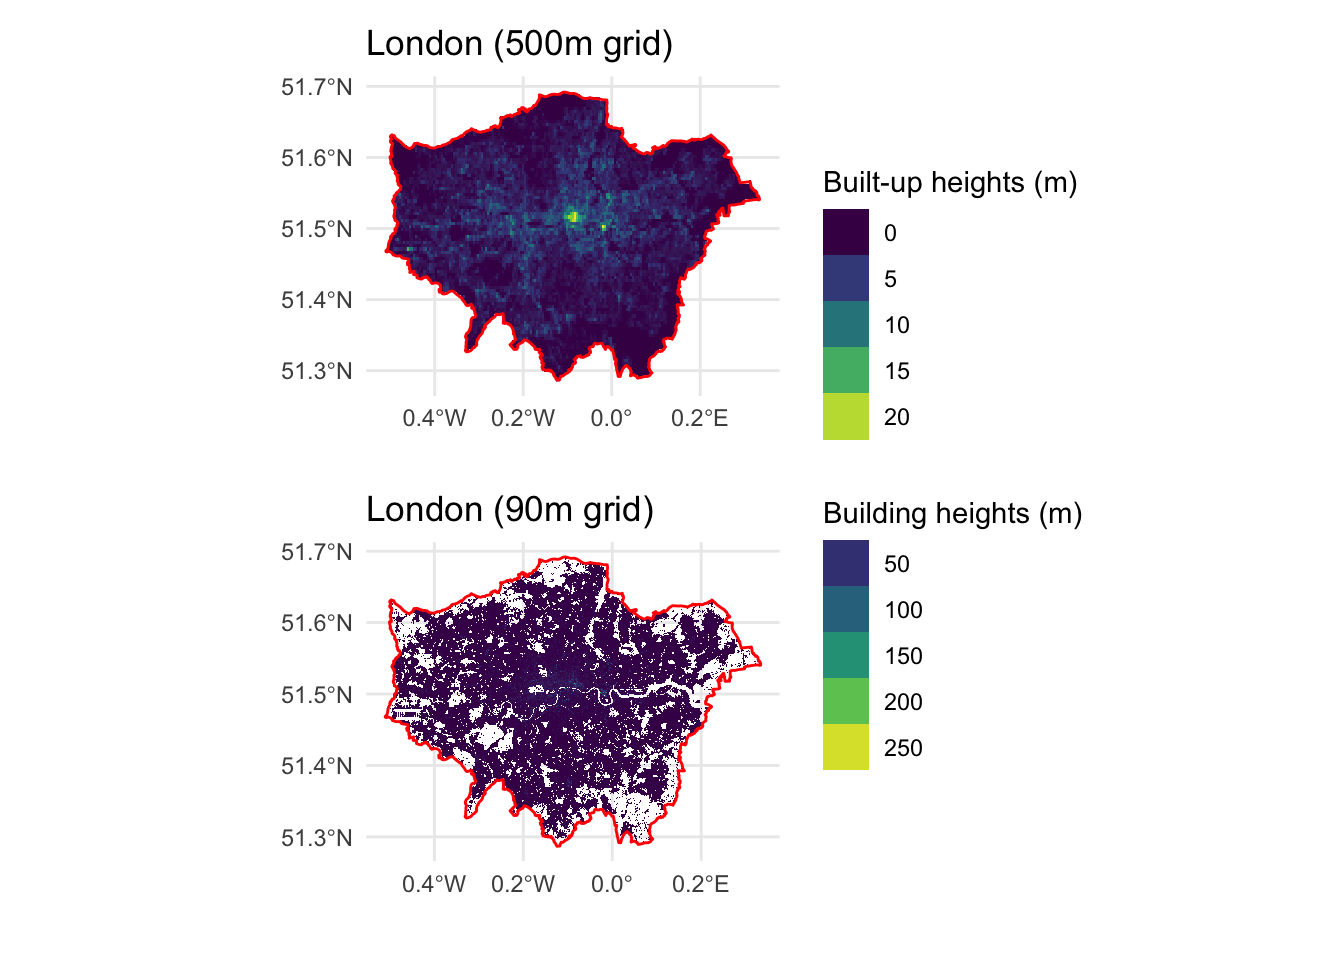 London (500m grid)
51.7°N
51.6°N
51.5°N
51.4°N
51.3°N
0.4°W 0.2°W 0.0° 0.2°E
Built-up heights (m)
0
5
10
15
20
London (90m grid)
51.7°N
51.6°N
51.5°N
51.4°N
51.3°N
0.4°W 0.2°W 0.0° 0.2°E
Building heights (m)
50
100
150
200
250